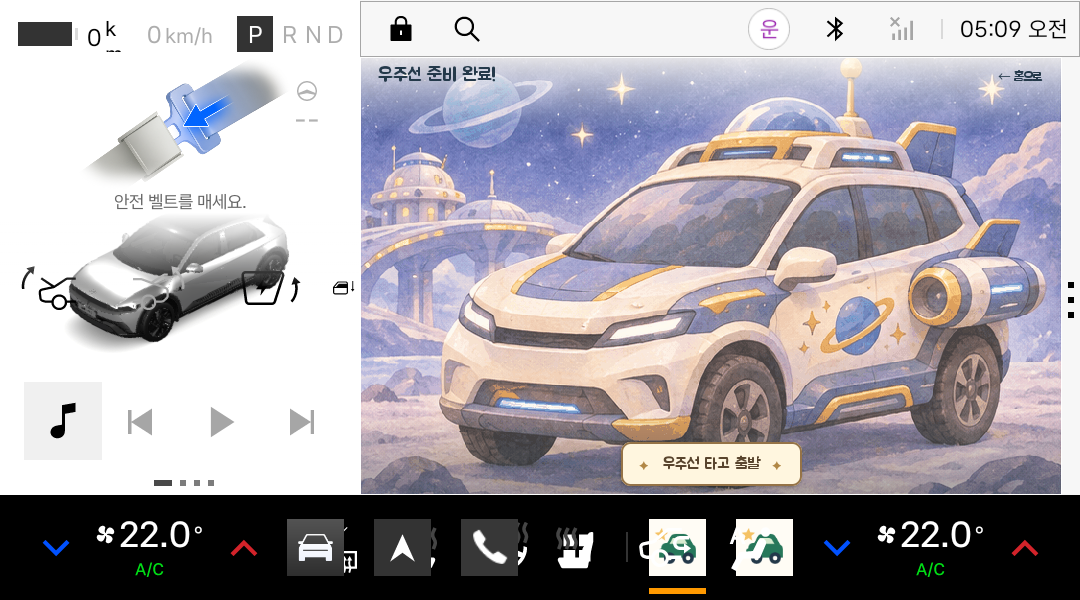 0 k
0 km/h
P R N D
운
05:09 오전
우주선 준비 완료!
← 홈으로
안전 벨트를 매세요.
우주선 타고 출발
22.0°
A/C
22.0°
A/C